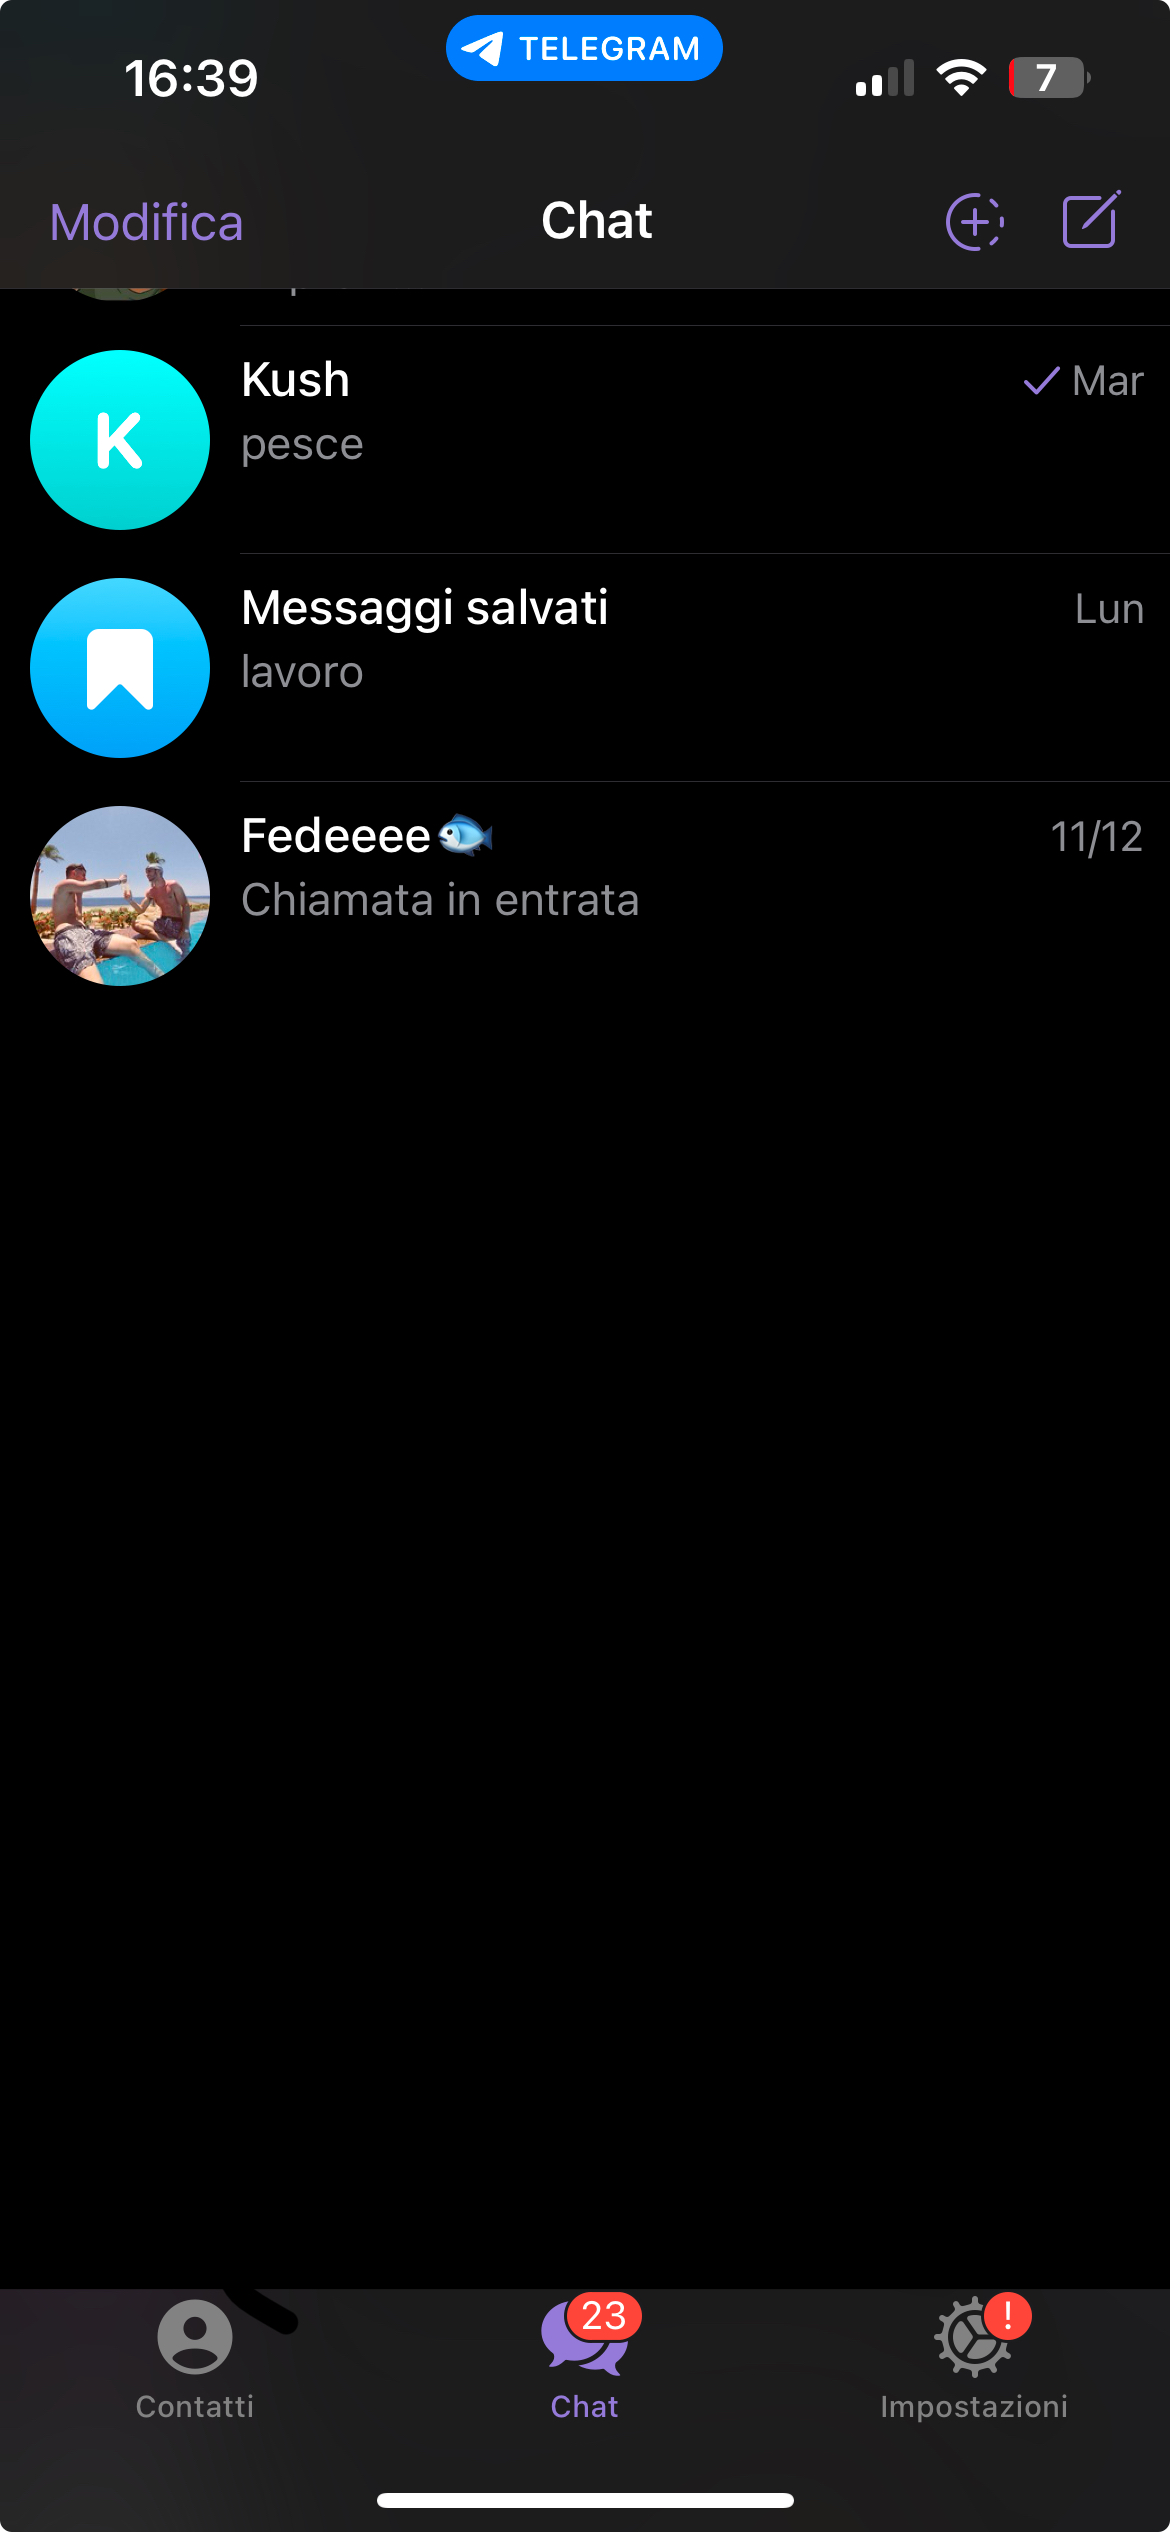 TELEGRAM
16:39
7
Modifica
Chat
Kush
Mar
pesce
Messaggi salvati
Lun
lavoro
Fedeeee🐟
11/12
Chiamata in entrata
23
!
Contatti
Chat
Impostazioni